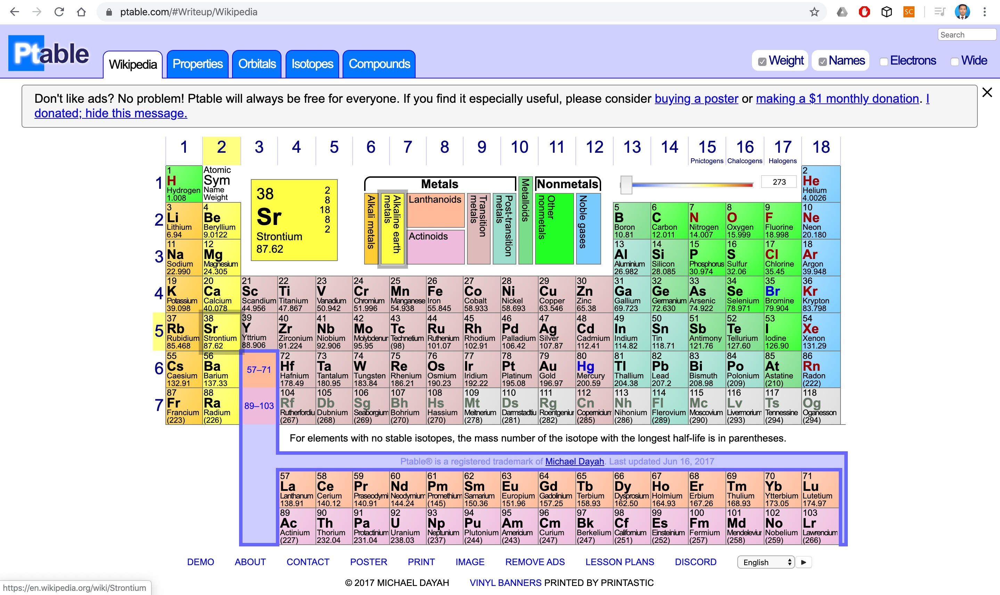 ptable.com/#Writeup/Wikipedia
SC
Search
Ptable
Wikipedia Properties Orbitals Isotopes Compounds
Weight Names Electrons Wide
Don't like ads? No problem! Ptable will always be free for everyone. If you find it especially useful, please consider buying a poster or making a $1 monthly donation. I
donated; hide this message.
1 2 3 4 5 6 7 8 9 10 11 12 13 14 15 16 17 18
Pnictogens Chalcogens Halogens
1
1
H
Hydrogen
1.008
Atomic
Sym
Name
Weight
38
Sr
Strontium
87.62
2
8
18
8
2
Metals
Alkali metals
Alkaline earth
metals
Lanthanoids
Actinoids
Transition
metals
Post-transition
metals
Metalloids
Nonmetals
Other
nonmetals
Noble gases
273
2
He
Helium
4.0026
2
3 4 5 6 7 8 9 10
Li Be B C N O F Ne
Lithium Beryllium Boron Carbon Nitrogen Oxygen Fluorine Neon
6.94 9.0122 10.81 12.011 14.007 15.999 18.998 20.180
3
11 12 13 14 15 16 17 18
Na Mg Al Si P S Cl Ar
Sodium Magnesium Aluminium Silicon Phosphorus Sulfur Chlorine Argon
22.990 24.305 26.982 28.085 30.974 32.06 35.45 39.948
4
19 20 21 22 23 24 25 26 27 28 29 30 31 32 33 34 35 36
K Ca Sc Ti V Cr Mn Fe Co Ni Cu Zn Ga Ge As Se Br Kr
Potassium Calcium Scandium Titanium Vanadium Chromium Manganese Iron Cobalt Nickel Copper Zinc Gallium Germanium Arsenic Selenium Bromine Krypton
39.098 40.078 44.956 47.867 50.942 51.996 54.938 55.845 58.933 58.693 63.546 65.38 69.723 72.630 74.922 78.971 79.904 83.798
5
37 38 39 40 41 42 43 44 45 46 47 48 49 50 51 52 53 54
Rb Sr Y Zr Nb Mo Tc Ru Rh Pd Ag Cd In Sn Sb Te I Xe
Rubidium Strontium Yttrium Zirconium Niobium Molybdenur Technetium Ruthenium Rhodium Palladium Silver Cadmium Indium Tin Antimony Tellurium Iodine Xenon
85.468 87.62 88.906 91.224 92.906 95.95 (98) 101.07 102.91 106.42 107.87 112.41 114.82 118.71 121.76 127.60 126.90 131.29
6
55 56 57–71 72 73 74 75 76 77 78 79 80 81 82 83 84 85 86
Cs Ba Hf Ta W Re Os Ir Pt Au Hg Tl Pb Bi Po At Rn
Caesium Barium Hafnium Tantalum Tungsten Rhenium Osmium Iridium Platinum Gold Mercury Thallium Lead Bismuth Polonium Astatine Radon
132.91 137.33 178.49 180.95 183.84 186.21 190.23 192.22 195.08 196.97 200.59 204.38 207.2 208.98 (209) (210) (222)
7
87 88 89–103 104 105 106 107 108 109 110 111 112 113 114 115 116 117 118
Fr Ra Rf Db Sg Bh Hs Mt Ds Rg Cn Nh Fl Mc Lv Ts Og
Francium Radium Rutherfordiu Dubnium Seaborgium Bohrium Hassium Meitnerium Darmstadtiu Roentgeniur Copernicium Nihonium Flerovium Moscovium Livermorium Tennessine Oganesson
(223) (226) (267) (268) (269) (270) (270) (278) (281) (282) (285) (286) (289) (290) (293) (294) (294)
For elements with no stable isotopes, the mass number of the isotope with the longest half-life is in parentheses.
Ptable® is a registered trademark of Michael Dayah. Last updated Jun 16, 2017
57 58 59 60 61 62 63 64 65 66 67 68 69 70 71
La Ce Pr Nd Pm Sm Eu Gd Tb Dy Ho Er Tm Yb Lu
Lanthanum Cerium Praseodymi Neodymium Promethium Samarium Europium Gadolinium Terbium Dysprosium Holmium Erbium Thulium Ytterbium Lutetium
138.91 140.12 140.91 144.24 (145) 150.36 151.96 157.25 158.93 162.50 164.93 167.26 168.93 173.05 174.97
89 90 91 92 93 94 95 96 97 98 99 100 101 102 103
Ac Th Pa U Np Pu Am Cm Bk Cf Es Fm Md No Lr
Actinium Thorium Protactinium Uranium Neptunium Plutonium Americium Curium Berkelium Californium Einsteinium Fermium Mendeleviur Nobelium Lawrencium
(227) 232.04 231.04 238.03 (237) (244) (243) (247) (247) (251) (252) (257) (258) (259) (266)
DEMO ABOUT CONTACT POSTER PRINT IMAGE REMOVE ADS LESSON PLANS DISCORD English
© 2017 MICHAEL DAYAH VINYL BANNERS PRINTED BY PRINTASTIC
https://en.wikipedia.org/wiki/Strontium